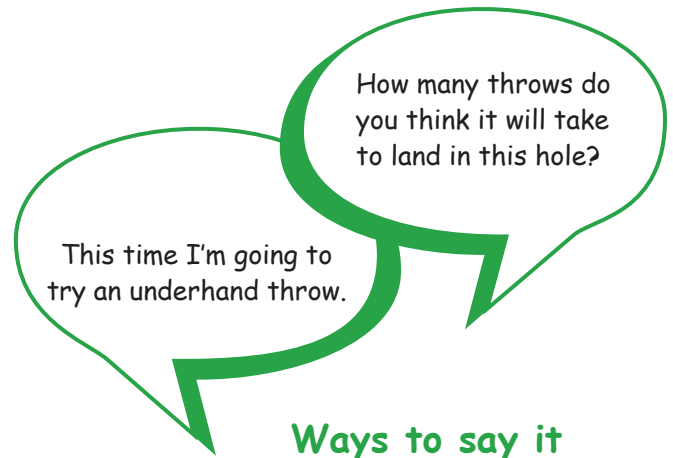 How many throws do
you think it will take
to land in this hole?
This time I'm going to
try an underhand throw.
Ways to say it